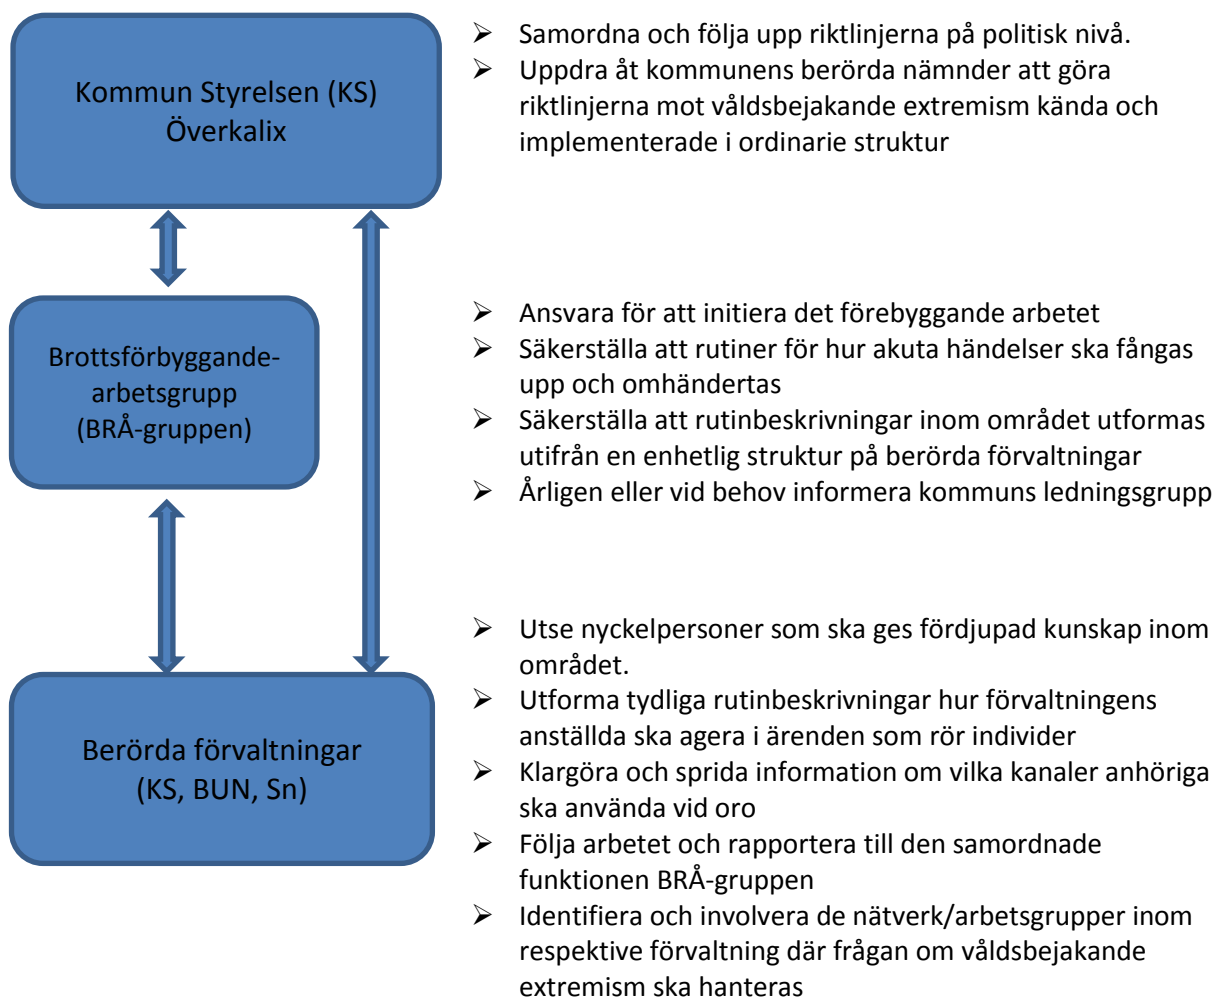 Kommun Styrelsen (KS)
Överkalix
➢ Samordna och följa upp riktlinjerna på politisk nivå.
➢ Uppdra åt kommunens berörda nämnder att göra
riktlinjerna mot våldsbejakande extremism kända och
implementerade i ordinarie struktur
Brottsförbyggande-
arbetsgrupp
(BRÅ-gruppen)
➢ Ansvara för att initiera det förebyggande arbetet
➢ Säkerställa att rutiner för hur akuta händelser ska fångas
upp och omhändertas
➢ Säkerställa att rutinbeskrivningar inom området utformas
utifrån en enhetlig struktur på berörda förvaltningar
➢ Årligen eller vid behov informera kommuns ledningsgrupp
Berörda förvaltningar
(KS, BUN, Sn)
➢ Utse nyckelpersoner som ska ges fördjupad kunskap inom
området.
➢ Utforma tydliga rutinbeskrivningar hur förvaltningens
anställda ska agera i ärenden som rör individer
➢ Klargöra och sprida information om vilka kanaler anhöriga
ska använda vid oro
➢ Följa arbetet och rapportera till den samordnade
funktionen BRÅ-gruppen
➢ Identifiera och involvera de nätverk/arbetsgrupper inom
respektive förvaltning där frågan om våldsbejakande
extremism ska hanteras